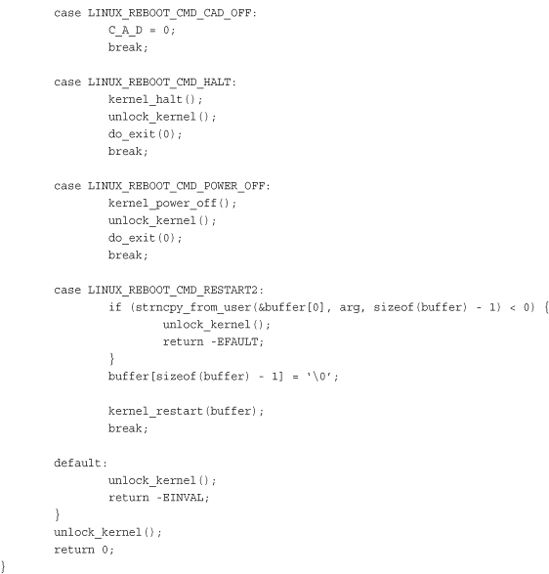 case LINUX_REBOOT_CMD_CAD_OFF:
C_A_D = 0;
break;
case LINUX_REBOOT_CMD_HALT:
kernel_halt();
unlock_kernel();
do_exit(0);
break;
case LINUX_REBOOT_CMD_POWER_OFF:
kernel_power_off();
unlock_kernel();
do_exit(0);
break;
case LINUX_REBOOT_CMD_RESTART2:
if (strncpy_from_user(&buffer[0], arg, sizeof(buffer) - 1) < 0) {
unlock_kernel();
return -EFAULT;
}
buffer[sizeof(buffer) - 1] = ‘\0’;
kernel_restart(buffer);
break;
default:
unlock_kernel();
return -EINVAL;
}
unlock_kernel();
return 0;
}